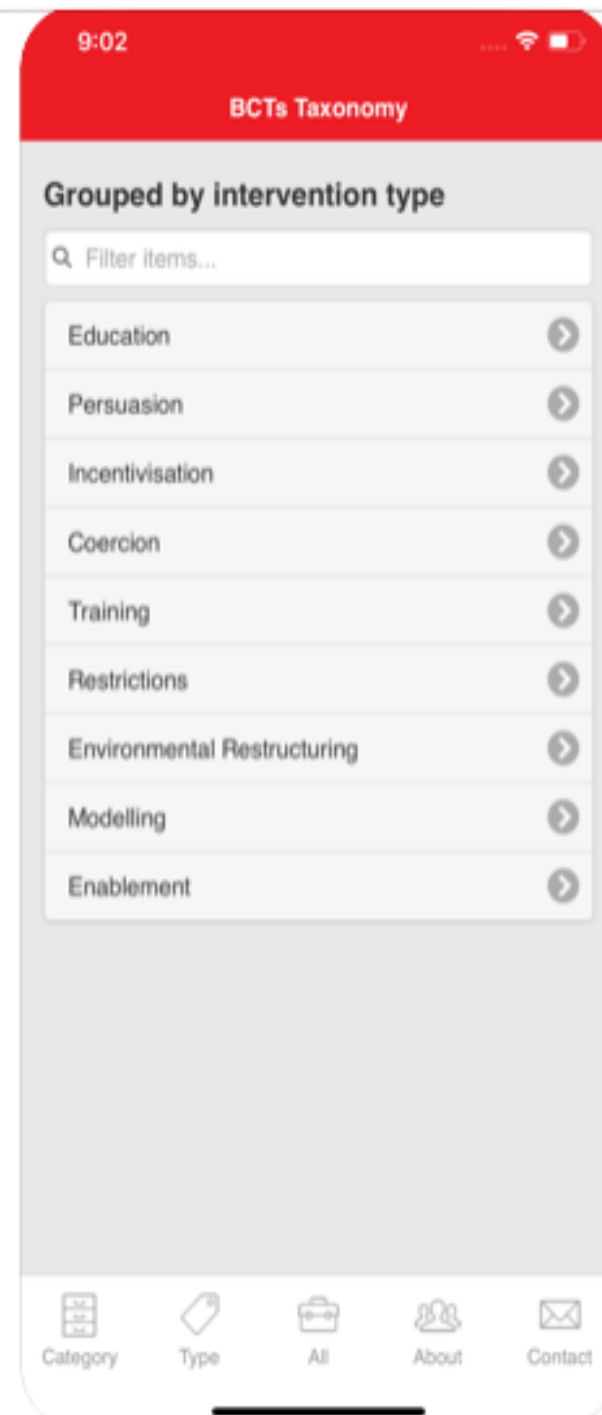 9:02
BCTs Taxonomy
Grouped by intervention type
Filter items...
Education
Persuasion
Incentivisation
Coercion
Training
Restrictions
Environmental Restructuring
Modelling
Enablement
Category Type All About Contact